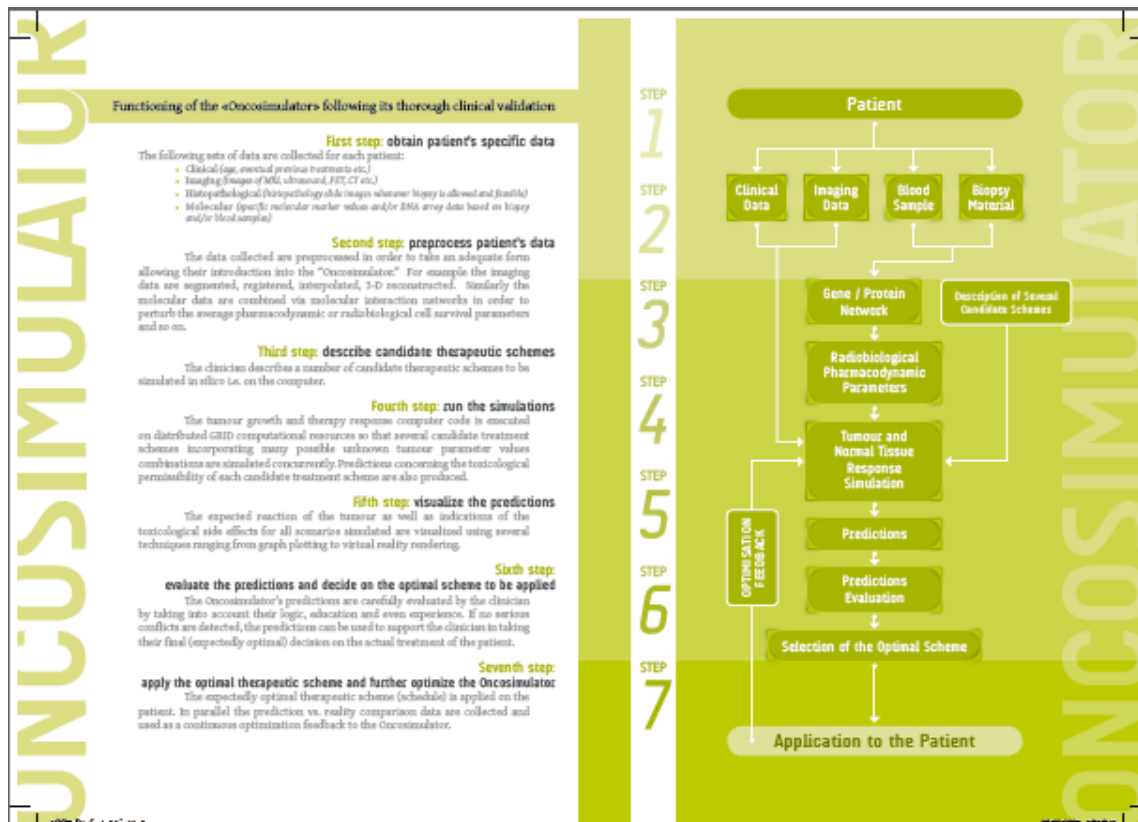 ONCOSIMULATOR
Functioning of the «Oncosimulator» following its thorough clinical validation
First step: obtain patient's specific data
The following sets of data are collected for each patient:
• Clinical (age, eventual previous treatments etc.)
• Imaging (images of MRI, ultrasound, PET, CT etc.)
• Histopathological (histopathology slide images whenever biopsy is allowed and feasible)
• Molecular (specific molecular marker values and/or DNA array data based on biopsy
and/or blood samples)
Second step: preprocess patient's data
The data collected are preprocessed in order to take an adequate form
allowing their introduction into the "Oncosimulator." For example the imaging
data are segmented, registered, interpolated, 3-D reconstructed. Similarly the
molecular data are combined via molecular interaction networks in order to
perturb the average pharmacodynamic or radiobiological cell survival parameters
and so on.
Third step: describe candidate therapeutic schemes
The clinician describes a number of candidate therapeutic schemes to be
simulated in silico i.e. on the computer.
Fourth step: run the simulations
The tumour growth and therapy response computer code is executed
on distributed GRID computational resources so that several candidate treatment
schemes incorporating many possible unknown tumour parameter values
combinations are simulated concurrently. Predictions concerning the toxicological
permissibility of each candidate treatment scheme are also produced.
Fifth step: visualize the predictions
The expected reaction of the tumour as well as indications of the
toxicological side effects for all scenarios simulated are visualized using several
techniques ranging from graph plotting to virtual reality rendering.
Sixth step:
evaluate the predictions and decide on the optimal scheme to be applied
The Oncosimulator's predictions are carefully evaluated by the clinician
by taking into account their logic, education and even experience. If no serious
conflicts are detected, the predictions can be used to support the clinician in taking
their final (expectedly optimal) decision on the actual treatment of the patient.
Seventh step:
apply the optimal therapeutic scheme and further optimize the Oncosimulator
The expectedly optimal therapeutic scheme (schedule) is applied on the
patient. In parallel the prediction vs. reality comparison data are collected and
used as a continuous optimization feedback to the Oncosimulator.
STEP
1
STEP
2
STEP
3
STEP
4
STEP
5
STEP
6
STEP
7
Patient
Clinical
Data
Imaging
Data
Blood
Sample
Biopsy
Material
Gene / Protein
Network
Description of Several
Candidate Schemes
Radiobiological
Pharmacodynamic
Parameters
Tumour and
Normal Tissue
Response
Simulation
OPTIMISATION
FEEDBACK
Predictions
Predictions
Evaluation
Selection of the Optimal Scheme
Application to the Patient
ONCOSIMULATOR